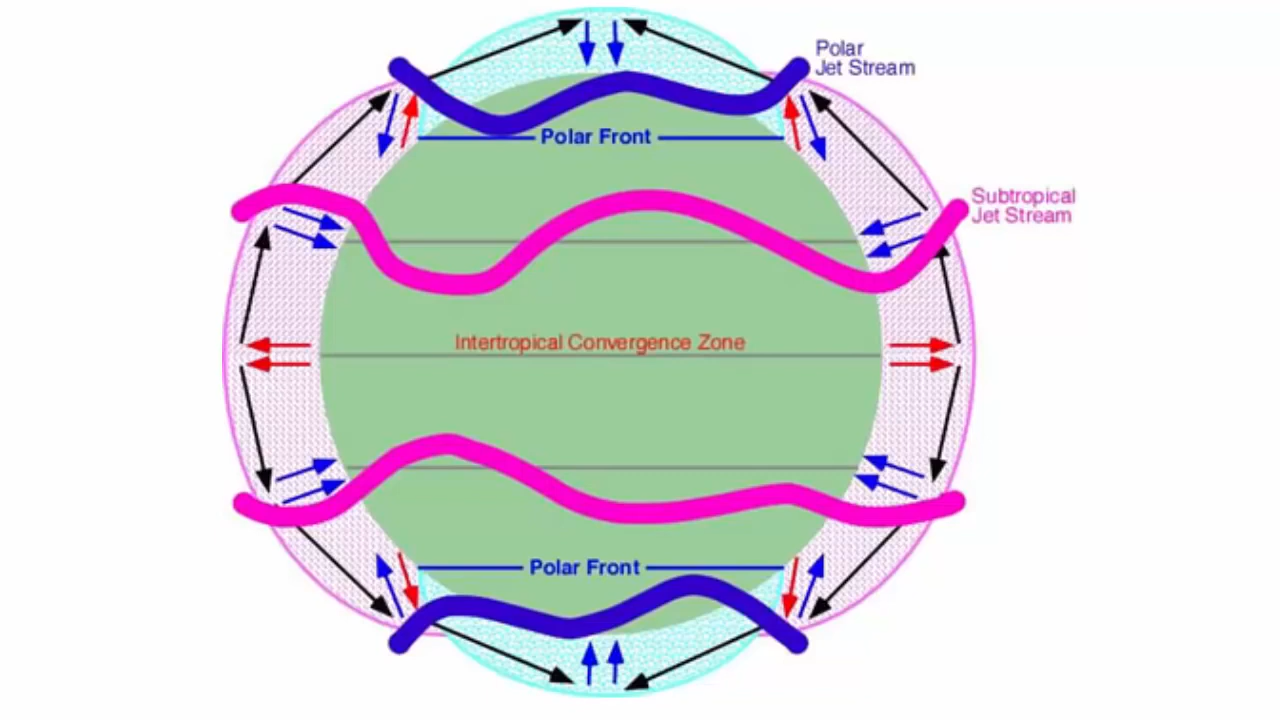 Polar
Jet Stream
Polar Front
Subtropical
Jet Stream
Intertropical Convergence Zone
Polar Front